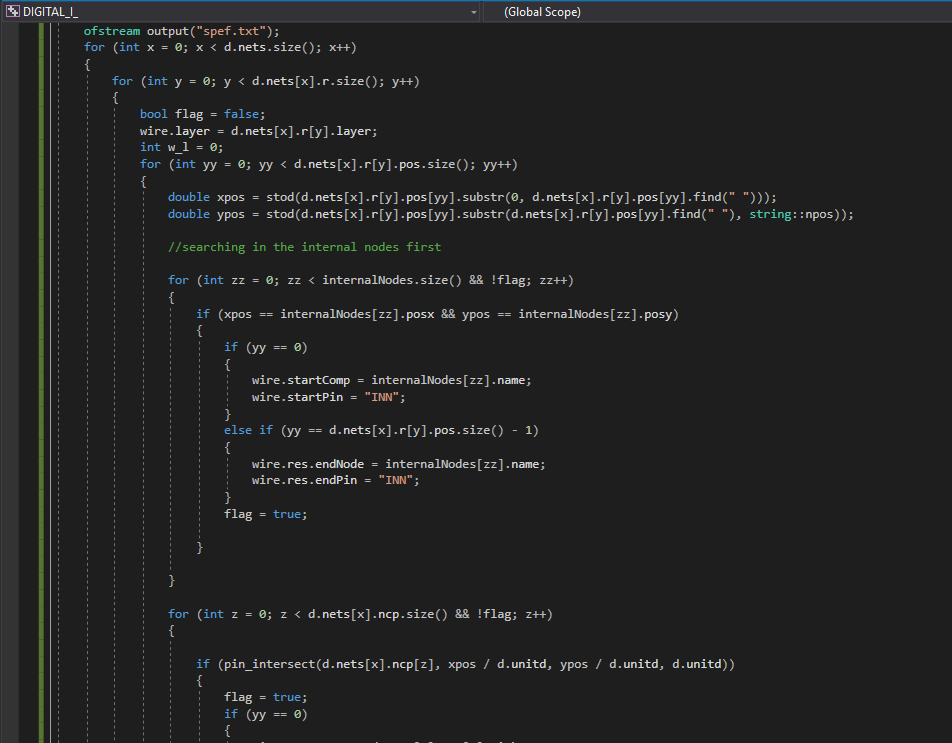 DIGITAL_I_ (Global Scope)
ofstream output("spef.txt");
for (int x = 0; x < d.nets.size(); x++)
{
for (int y = 0; y < d.nets[x].r.size(); y++)
{
bool flag = false;
wire.layer = d.nets[x].r[y].layer;
int w_l = 0;
for (int yy = 0; yy < d.nets[x].r[y].pos.size(); yy++)
{
double xpos = stod(d.nets[x].r[y].pos[yy].substr(0, d.nets[x].r[y].pos[yy].find(" ")));
double ypos = stod(d.nets[x].r[y].pos[yy].substr(d.nets[x].r[y].pos[yy].find(" "), string::npos));
//searching in the internal nodes first
for (int zz = 0; zz < internalNodes.size() && !flag; zz++)
{
if (xpos == internalNodes[zz].posx && ypos == internalNodes[zz].posy)
{
if (yy == 0)
{
wire.startComp = internalNodes[zz].name;
wire.startPin = "INN";
}
else if (yy == d.nets[x].r[y].pos.size() - 1)
{
wire.res.endNode = internalNodes[zz].name;
wire.res.endPin = "INN";
}
flag = true;
}
}
for (int z = 0; z < d.nets[x].ncp.size() && !flag; z++)
{
if (pin_intersect(d.nets[x].ncp[z], xpos / d.unitd, ypos / d.unitd, d.unitd))
{
flag = true;
if (yy == 0)
{